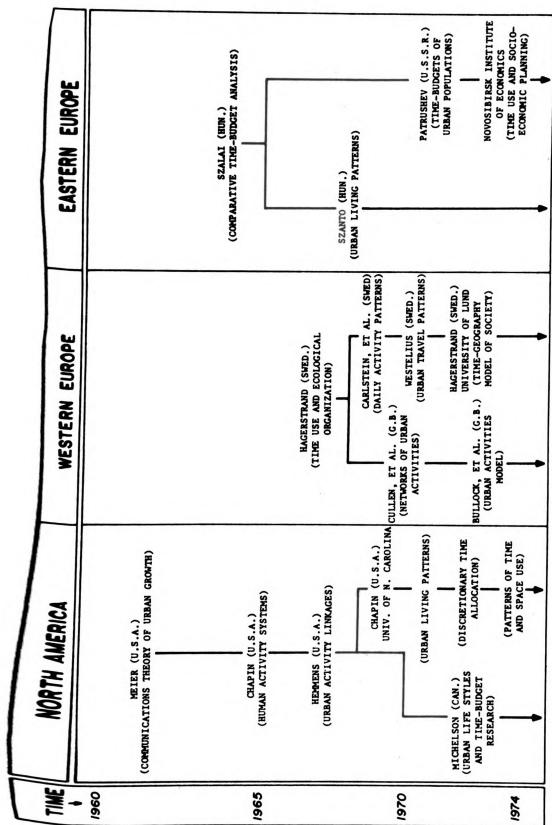 TIME
NORTH AMERICA
WESTERN EUROPE
EASTERN EUROPE
1960
1965
1970
1974
MEIER (U.S.A.)
(COMMUNICATIONS THEORY OF URBAN GROWTH)
CHAPIN (U.S.A.)
(HUMAN ACTIVITY SYSTEMS)
HEMMENS (U.S.A.)
(URBAN ACTIVITY LINKAGES)
MICHELSON (CAN.)
(URBAN LIFE STYLES
AND TIME-BUDGET
RESEARCH)
CHAPIN (U.S.A.)
UNIV. OF N. CAROLINA
(URBAN LIVING PATTERNS)
(DISCRETIONARY TIME
ALLOCATION)
(PATTERNS OF TIME
AND SPACE USE)
HAGERSTRAND (SWED.)
(TIME USE AND ECOLOGICAL
ORGANIZATION)
CULLEN, ET AL. (G.B.)
(NETWORKS OF URBAN
ACTIVITIES)
BULLOCK, ET AL. (G.B.)
(URBAN ACTIVITIES
MODEL)
CARLSTEIN, ET AL. (SWED)
(DAILY ACTIVITY PATTERNS)
WESTELIUS (SWED.)
(URBAN TRAVEL PATTERNS)
HAGERSTRAND (SWED.)
UNIVERSITY OF LUND
(TIME-GEOGRAPHY
MODEL OF SOCIETY)
SZALAI (HUN.)
(COMPARATIVE TIME-BUDGET ANALYSIS)
SZANTO (HUN.)
(URBAN LIVING PATTERNS)
PATRUSHEV (U.S.S.R.)
(TIME-BUDGETS OF
URBAN POPULATIONS)
NOVOSIBIRSK INSTITUTE
OF ECONOMICS
(TIME USE AND SOCIO-
ECONOMIC PLANNING)